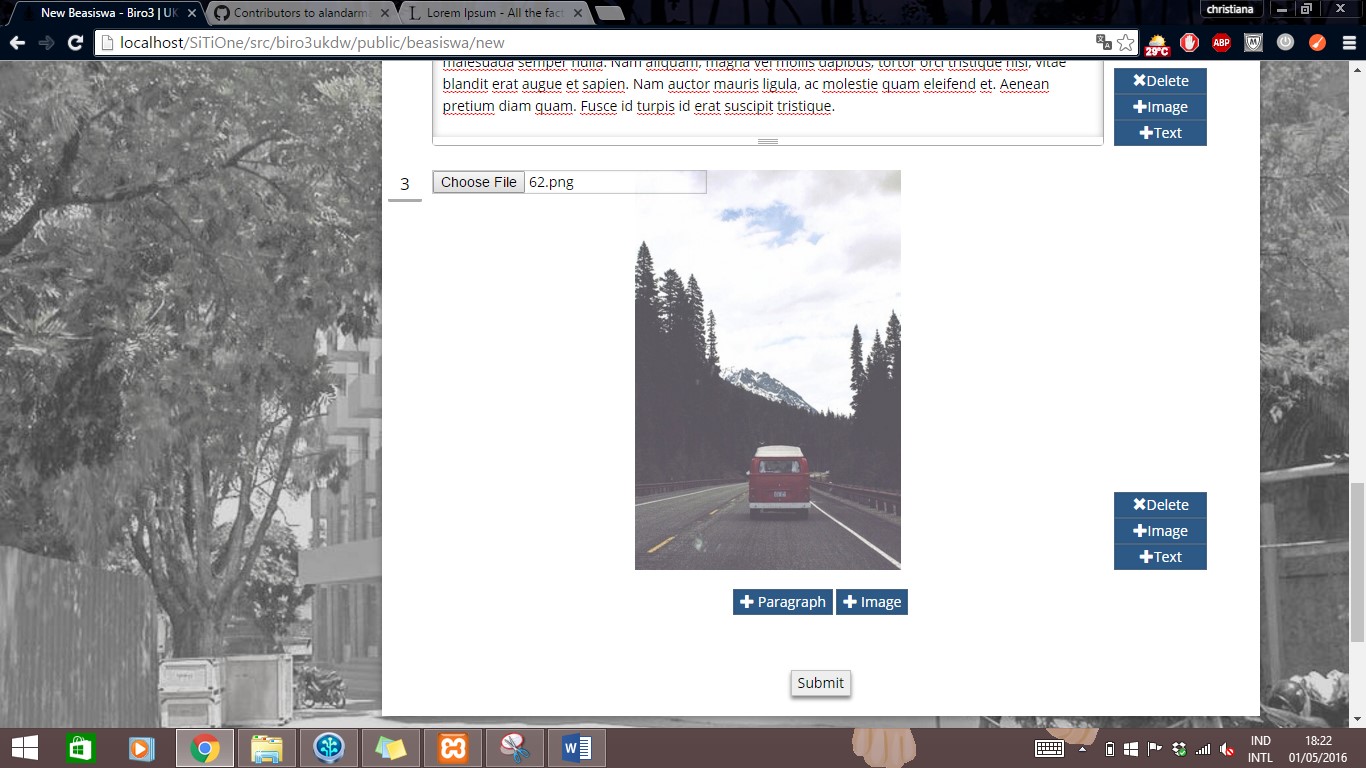 New Beasiswa - Biro3 | UK
Contributors to alandarm
Lorem Ipsum - All the fact
christiana
localhost/SiTiOne/src/biro3ukdw/public/beasiswa/new
29°C
ABP
malesuada semper nulla. Nam aliquam, magna vel mollis dapibus, tortor orci tristique nisi, vitae
blandit erat augue et sapien. Nam auctor mauris ligula, ac molestie quam eleifend et. Aenean
pretium diam quam. Fusce id turpis id erat suscipit tristique.
Delete
Image
Text
3
Choose File 62.png
Delete
Image
Text
Paragraph
Image
Submit
IND
INTL
18:22
01/05/2016